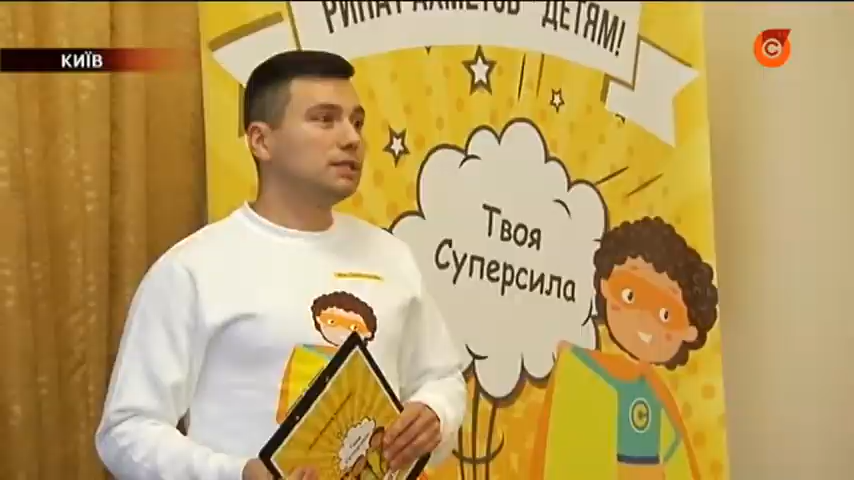 РИНАТ АХМЕТОВ - ДЕТЯМ!
КИЇВ
C
Твоя
Суперсила
C